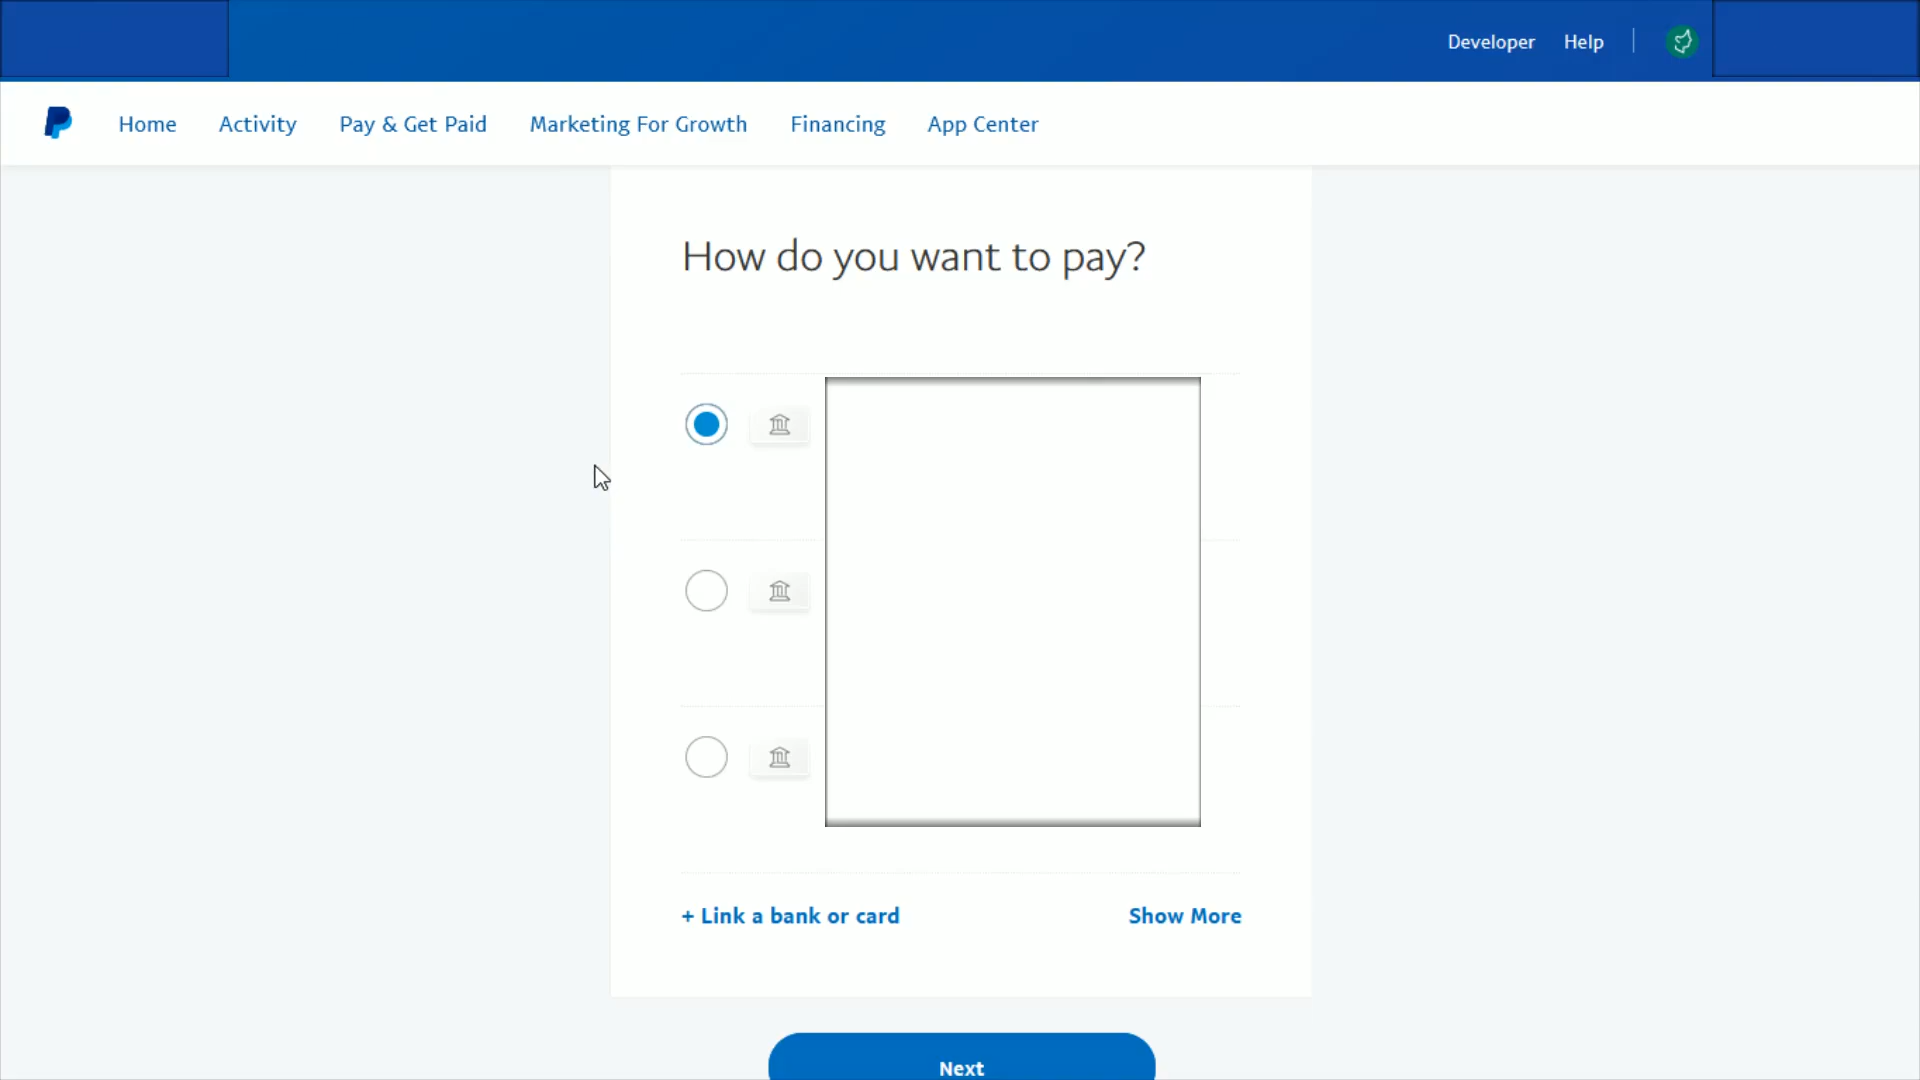 Developer Help
Home Activity Pay & Get Paid Marketing For Growth Financing App Center
How do you want to pay?
+ Link a bank or card Show More
Next